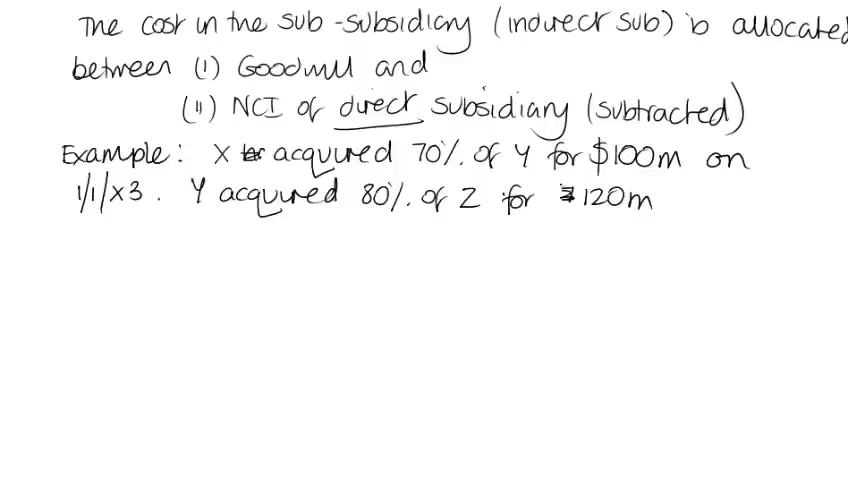 The cost in the sub-subsidiary (indirect sub) is allocated
between (i) Goodwill and
(ii) NCI of direct subsidiary (subtracted)
Example: X acquired 70% of Y for $100m on
1/1/X3. Y acquired 80% of Z for 120m